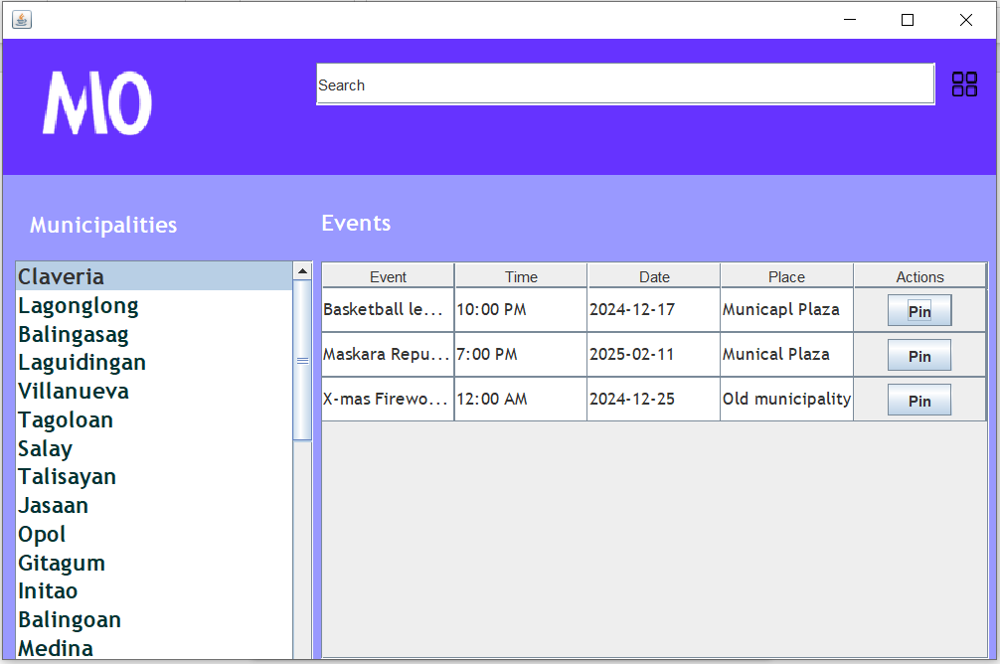 MO
Search
Municipalities
Events
Claveria
Lagonglong
Balingasag
Laguidingan
Villanueva
Tagoloan
Salay
Talisayan
Jasaan
Opol
Gitagum
Initao
Balingoan
Medina
Event Time Date Place Actions
Basketball le... 10:00 PM 2024-12-17 Municapl Plaza Pin
Maskara Repu... 7:00 PM 2025-02-11 Munical Plaza Pin
X-mas Firewo... 12:00 AM 2024-12-25 Old municipality Pin